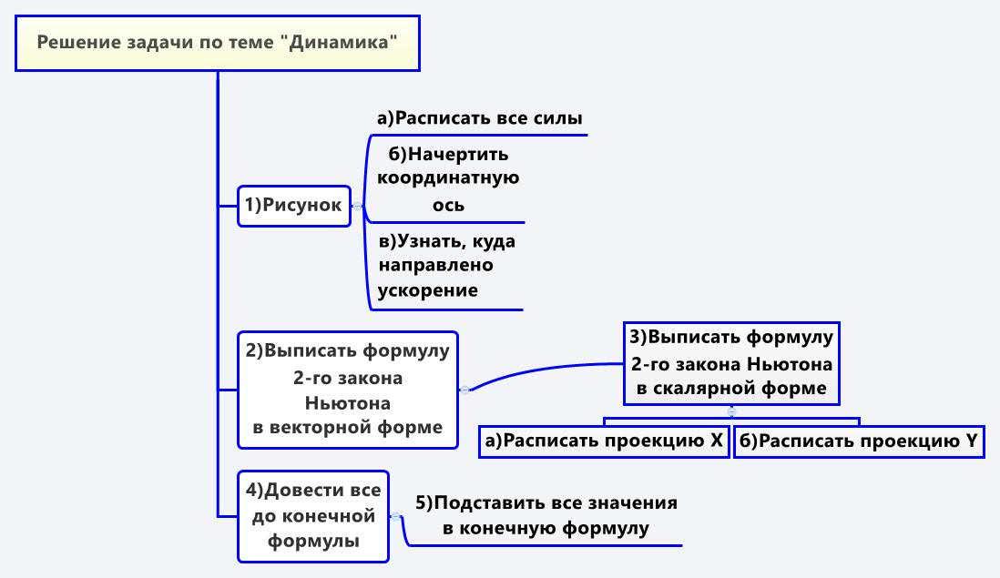 Решение задачи по теме "Динамика"
а)Расписать все силы
б)Начертить
координатную
ось
1)Рисунок
в)Узнать, куда
направлено
ускорение
2)Выписать формулу
2-го закона
Ньютона
в векторной форме
3)Выписать формулу
2-го закона Ньютона
в скалярной форме
а)Расписать проекцию X
б)Расписать проекцию Y
4)Довести все
до конечной
формулы
5)Подставить все значения
в конечную формулу